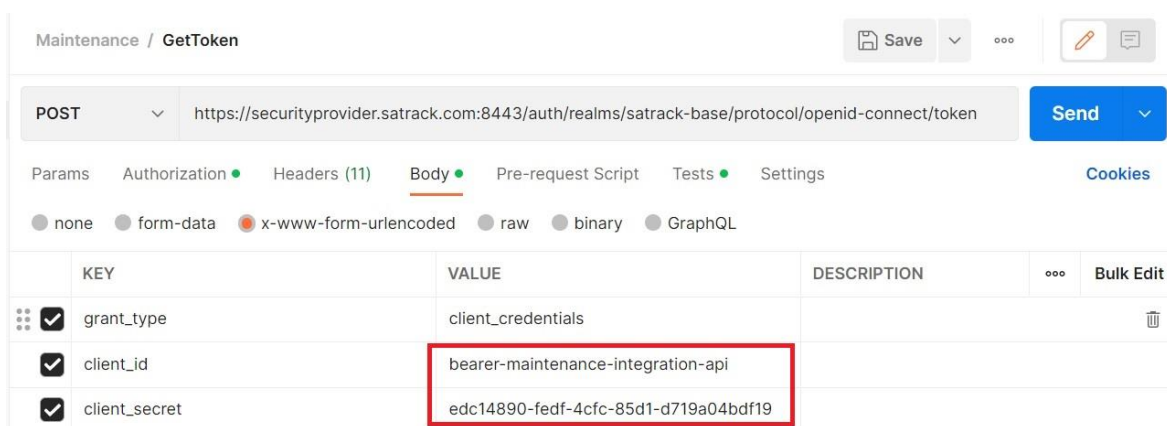 Maintenance / GetToken Save
POST https://securityprovider.satrack.com:8443/auth/realms/satrack-base/protocol/openid-connect/token Send
Params Authorization Headers (11) Body Pre-request Script Tests Settings Cookies
none form-data x-www-form-urlencoded raw binary GraphQL
KEY VALUE DESCRIPTION Bulk Edit
grant_type client_credentials
client_id bearer-maintenance-integration-api
client_secret edc14890-fedf-4cfc-85d1-d719a04bdf19